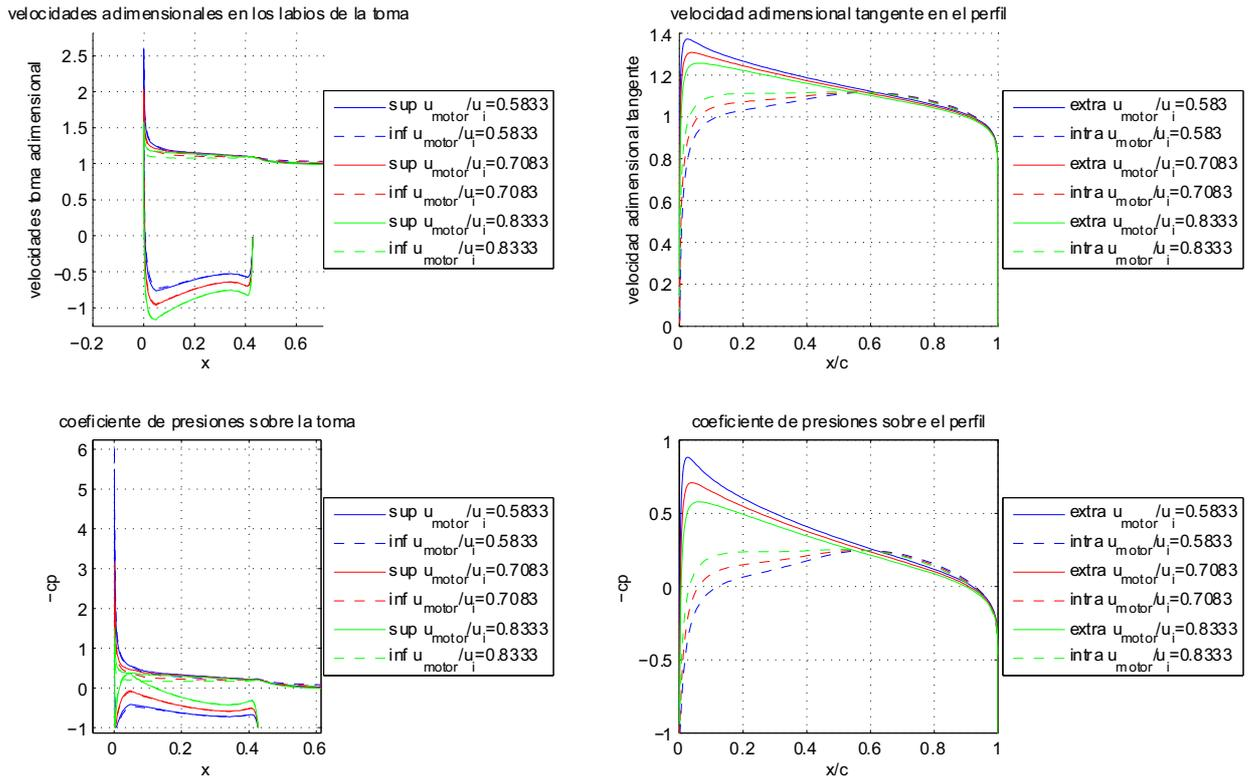 velocidades adimensionales en los labios de la toma
velocidades toma adimensional
2.5
2
1.5
1
0.5
0
−0.5
−1
−0.2
0
0.2
0.4
0.6
x
sup u_motor/u_i=0.5833
inf u_motor/u_i=0.5833
sup u_motor/u_i=0.7083
inf u_motor/u_i=0.7083
sup u_motor/u_i=0.8333
inf u_motor/u_i=0.8333
velocidad adimensional tangente en el perfil
velocidad adimensional tangente
1.4
1.2
1
0.8
0.6
0.4
0.2
0
0
0.2
0.4
0.6
0.8
1
x/c
extra u_motor/u_i=0.583
intra u_motor/u_i=0.583
extra u_motor/u_i=0.7083
intra u_motor/u_i=0.7083
extra u_motor/u_i=0.8333
intra u_motor/u_i=0.8333
coeficiente de presiones sobre la toma
−cp
6
5
4
3
2
1
0
−1
0
0.2
0.4
0.6
x
sup u_motor/u_i=0.5833
inf u_motor/u_i=0.5833
sup u_motor/u_i=0.7083
inf u_motor/u_i=0.7083
sup u_motor/u_i=0.8333
inf u_motor/u_i=0.8333
coeficiente de presiones sobre el perfil
−cp
1
0.5
0
−0.5
−1
0
0.2
0.4
0.6
0.8
1
x/c
extra u_motor/u_i=0.5833
intra u_motor/u_i=0.5833
extra u_motor/u_i=0.7083
intra u_motor/u_i=0.7083
extra u_motor/u_i=0.8333
intra u_motor/u_i=0.8333